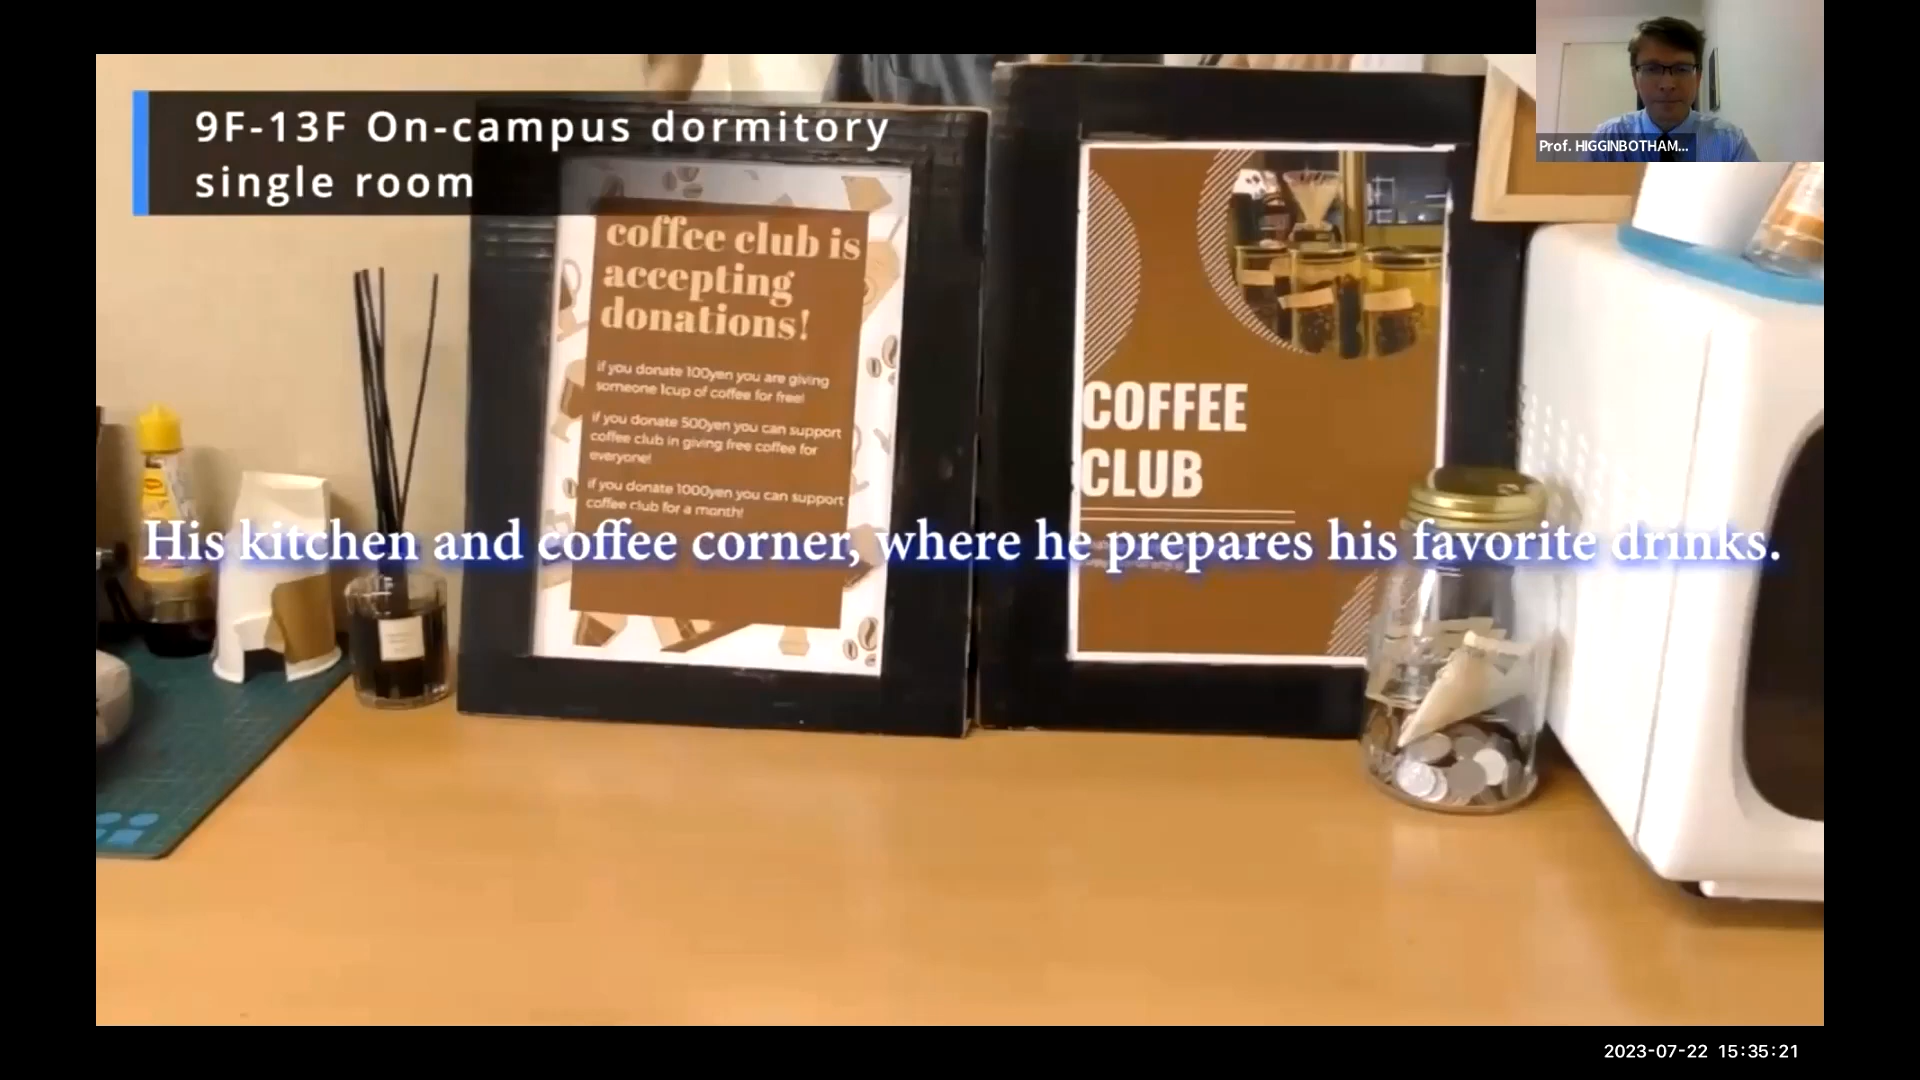 Prof. HIGGINBOTHAM...
9F-13F On-campus dormitory
single room
coffee club is
accepting
donations!
if you donate 100yen you are giving
someone 1cup of coffee for free!
if you donate 500yen you can support
coffee club in giving free coffee for
everyone!
if you donate 1000yen you can support
coffee club for a month!
COFFEE
CLUB
His kitchen and coffee corner, where he prepares his favorite drinks.
2023-07-22 15:35:21